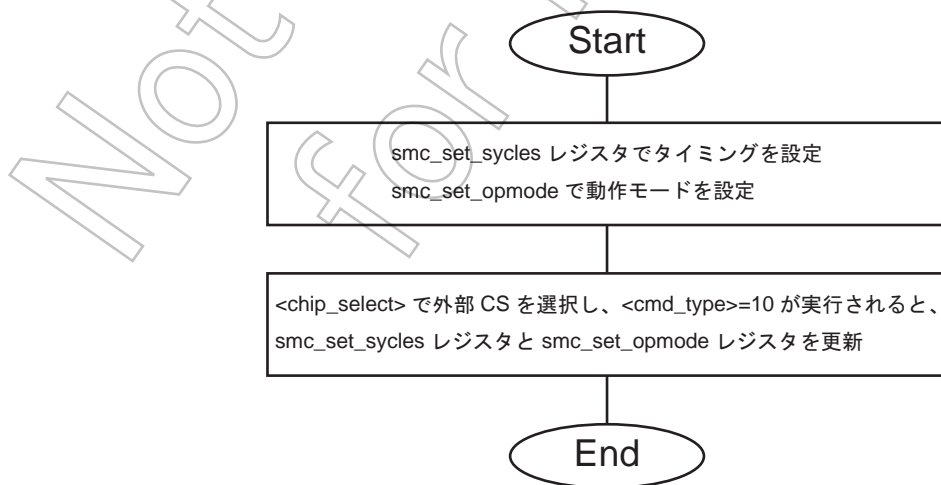 Not
for
Start
smc_set_sycles レジスタでタイミングを設定
smc_set_opmode で動作モードを設定
<chip_select> で外部 CS を選択し、<cmd_type>=10 が実行されると、
smc_set_sycles レジスタと smc_set_opmode レジスタを更新
End